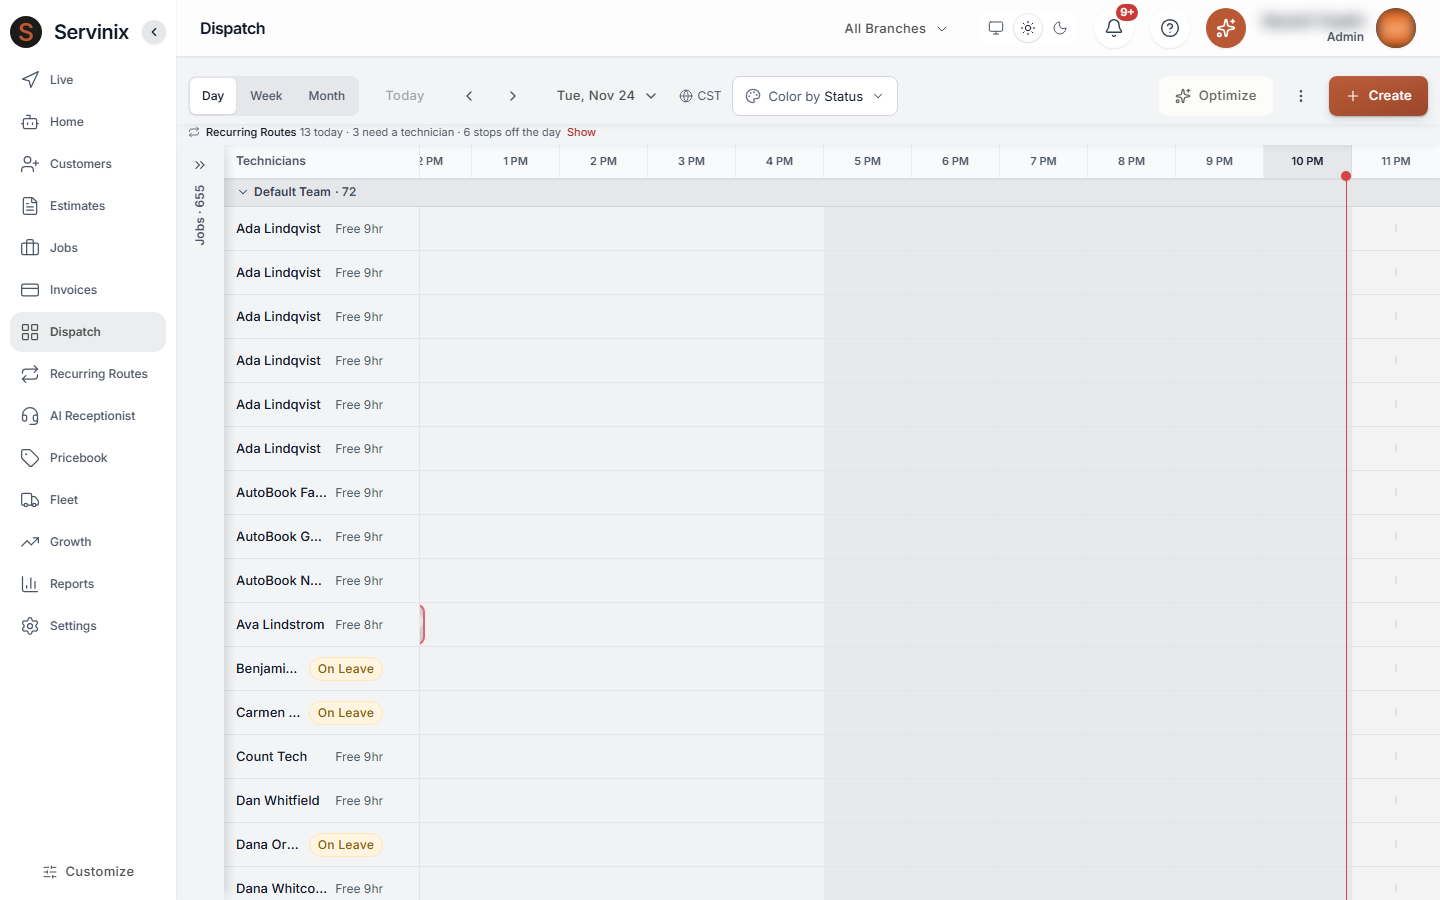 Servinix
Live
Home
Customers
Estimates
Jobs
Invoices
Dispatch
Recurring Routes
AI Receptionist
Pricebook
Fleet
Growth
Reports
Settings
Customize
Dispatch
All Branches
9+
Admin
Day Week Month Today Tue, Nov 24 CST Color by Status Optimize Create
Recurring Routes 13 today · 3 need a technician · 6 stops off the day Show
Jobs · 655
Technicians 2 PM 1 PM 2 PM 3 PM 4 PM 5 PM 6 PM 7 PM 8 PM 9 PM 10 PM 11 PM
Default Team · 72
Ada Lindqvist Free 9hr
Ada Lindqvist Free 9hr
Ada Lindqvist Free 9hr
Ada Lindqvist Free 9hr
Ada Lindqvist Free 9hr
Ada Lindqvist Free 9hr
AutoBook Fa... Free 9hr
AutoBook G... Free 9hr
AutoBook N... Free 9hr
Ava Lindstrom Free 8hr
Benjami... On Leave
Carmen ... On Leave
Count Tech Free 9hr
Dan Whitfield Free 9hr
Dana Or... On Leave
Dana Whitco... Free 9hr